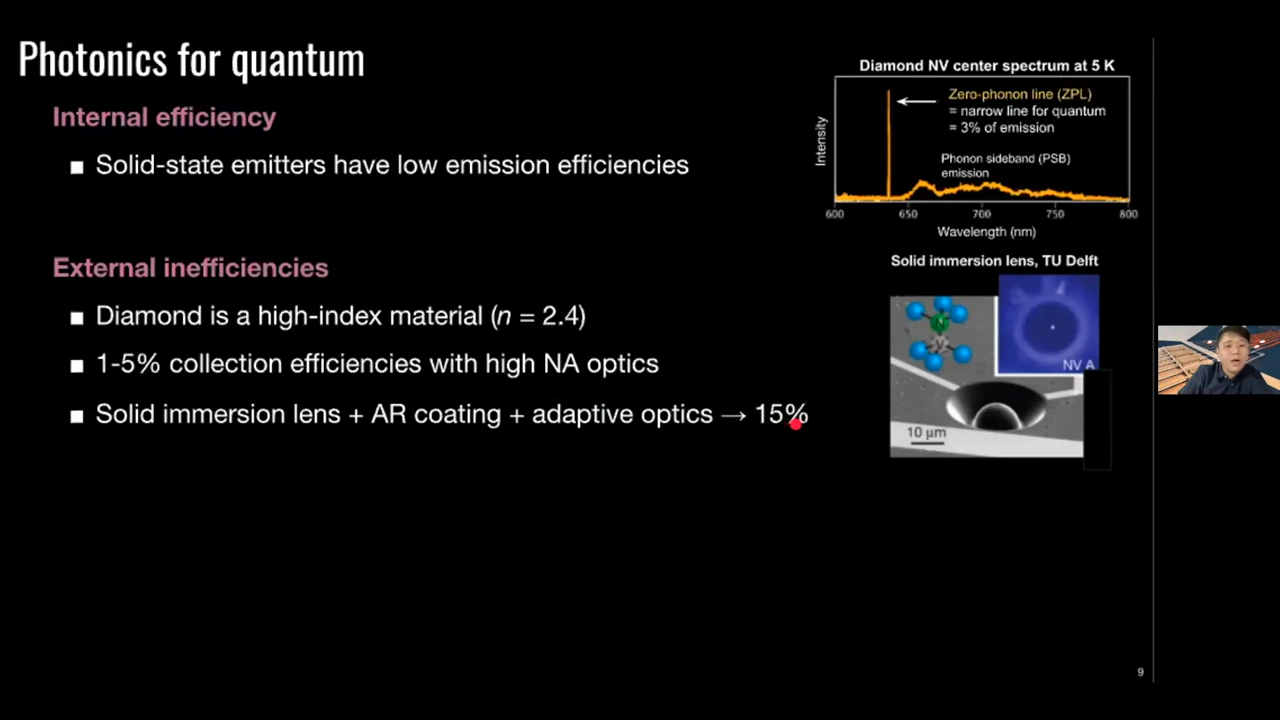 Photonics for quantum
Internal efficiency
Solid-state emitters have low emission efficiencies
External inefficiencies
Diamond is a high-index material (n = 2.4)
1-5% collection efficiencies with high NA optics
Solid immersion lens + AR coating + adaptive optics → 15%
Diamond NV center spectrum at 5 K
Zero-phonon line (ZPL)
= narrow line for quantum
= 3% of emission
Phonon sideband (PSB)
emission
Intensity
600 650 700 750 800
Wavelength (nm)
Solid immersion lens, TU Delft
NV A
10 µm
9